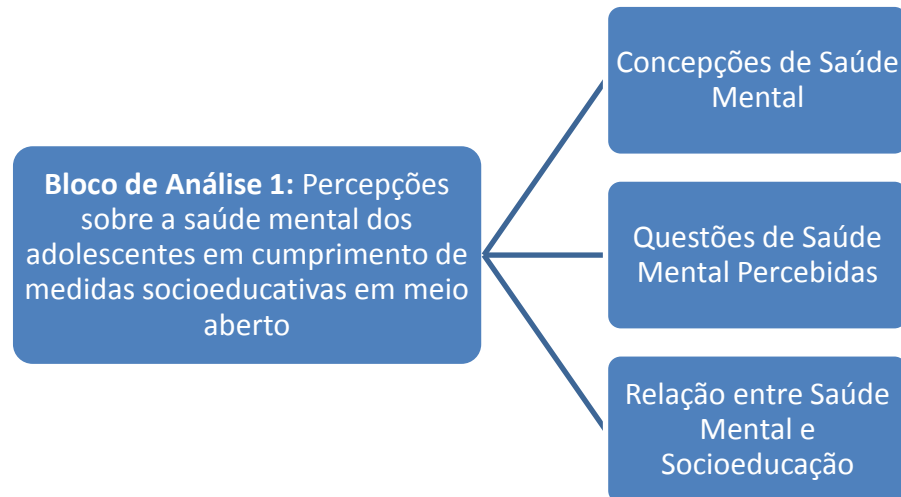 Bloco de Análise 1: Percepções
sobre a saúde mental dos
adolescentes em cumprimento de
medidas socioeducativas em meio
aberto
Concepções de Saúde
Mental
Questões de Saúde
Mental Percebidas
Relação entre Saúde
Mental e
Socioeducação